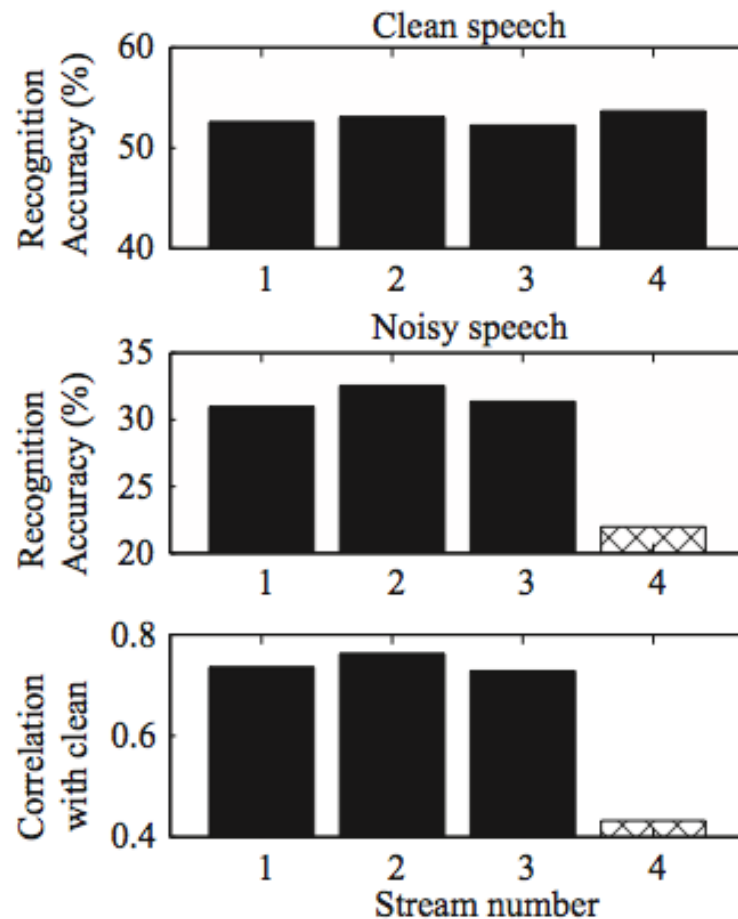 Clean speech
Recognition
Accuracy (%)
60
50
40
1 2 3 4
Noisy speech
Recognition
Accuracy (%)
35
30
25
20
1 2 3 4
Correlation
with clean
0.8
0.6
0.4
1 2 3 4
Stream number